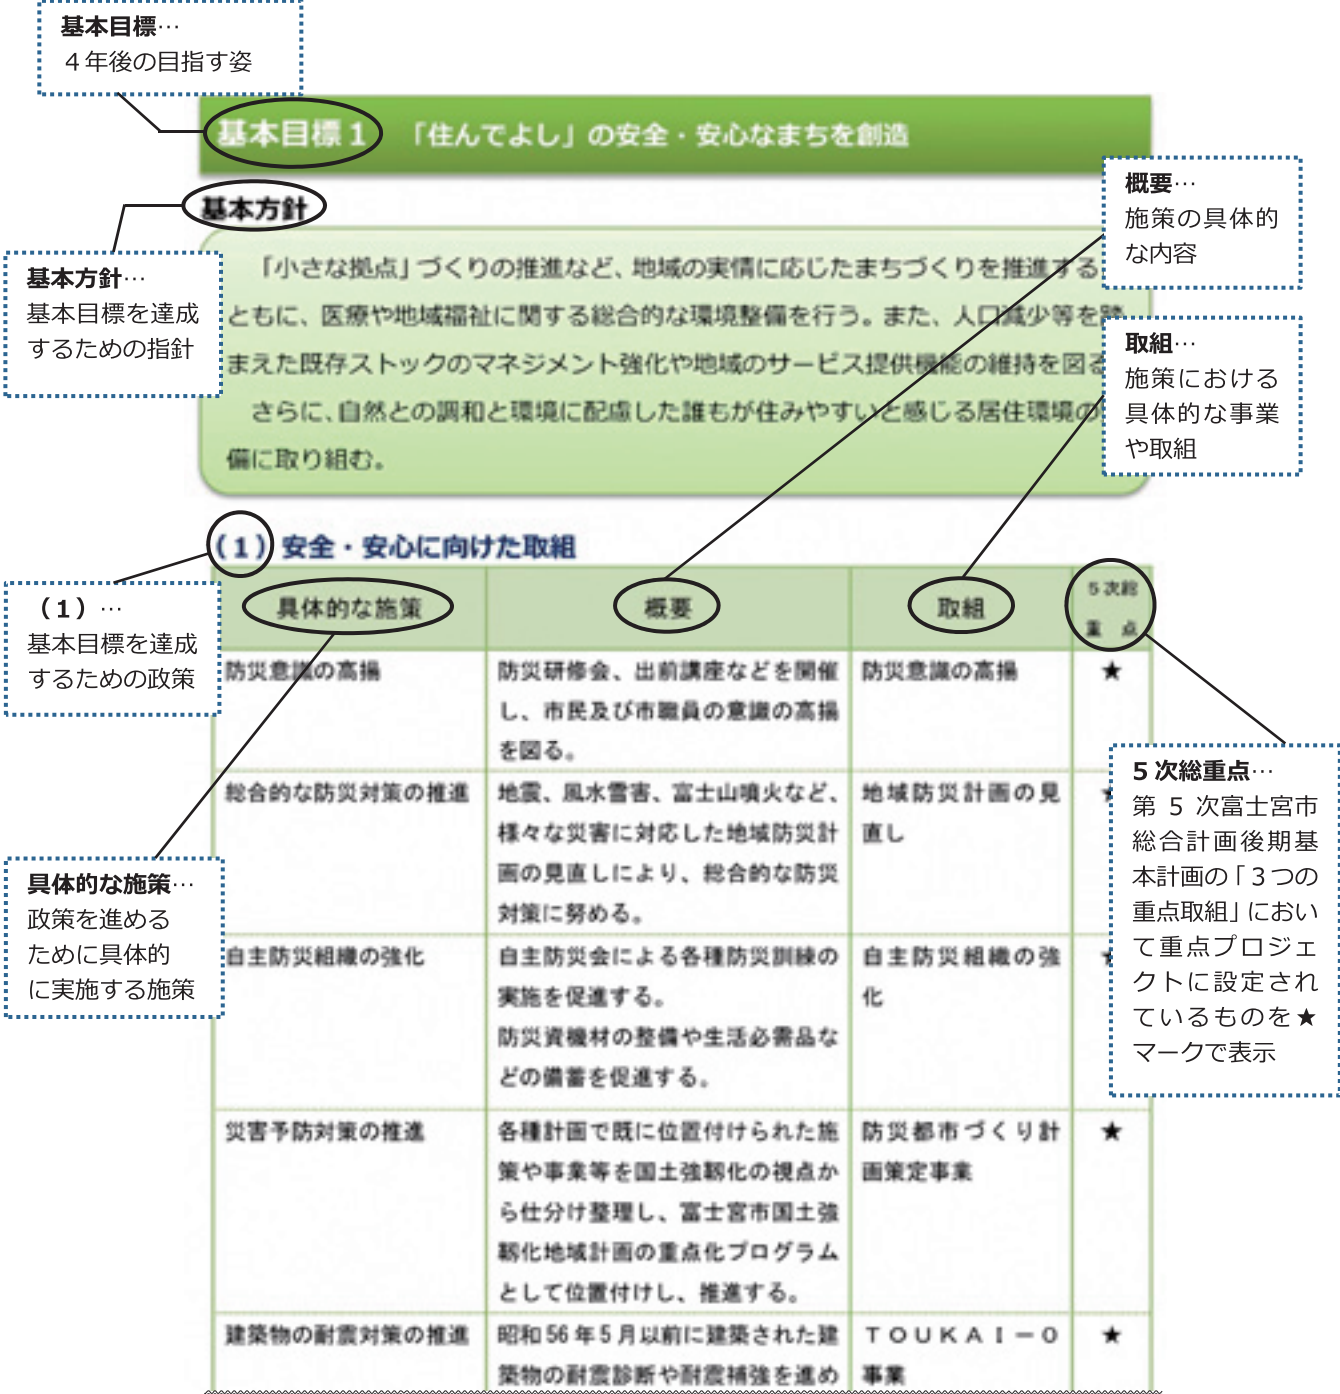 基本目標…
４年後の目指す姿
基本目標１　「住んでよし」の安全・安心なまちを創造
基本方針
基本方針…
基本目標を達成
するための指針
「小さな拠点」づくりの推進など、地域の実情に応じたまちづくりを推進する
ともに、医療や地域福祉に関する総合的な環境整備を行う。また、人口減少等を踏
まえた既存ストックのマネジメント強化や地域のサービス提供機能の維持を図る
さらに、自然との調和と環境に配慮した誰もが住みやすいと感じる居住環境の
備に取り組む。
概要…
施策の具体的
な内容
取組…
施策における
具体的な事業
や取組
（１）安全・安心に向けた取組
（１）…
基本目標を達成
するための政策
具体的な施策　概要　取組　５次総
重　点
防災意識の高揚　防災研修会、出前講座などを開催　防災意識の高揚　★
し、市民及び市職員の意識の高揚
を図る。
総合的な防災対策の推進　地震、風水雪害、富士山噴火など、　地域防災計画の見
様々な災害に対応した地域防災計　直し
画の見直しにより、総合的な防災
対策に努める。
自主防災組織の強化　自主防災会による各種防災訓練の　自主防災組織の強
実施を促進する。　化
防災資機材の整備や生活必需品な
どの備蓄を促進する。
災害予防対策の推進　各種計画で既に位置付けられた施　防災都市づくり計　★
策や事業等を国土強靱化の視点か　画策定事業
ら仕分け整理し、富士宮市国土強
靱化地域計画の重点化プログラム
として位置付けし、推進する。
建築物の耐震対策の推進　昭和56年5月以前に建築された建　ＴＯＵＫＡＩ－０　★
築物の耐震診断や耐震補強を進め　事業
具体的な施策…
政策を進める
ために具体的
に実施する施策
5 次総重点…
第 5 次富士宮市
総合計画後期基
本計画の「３つの
重点取組」におい
て重点プロジェ
クトに設定され
ているものを★
マークで表示